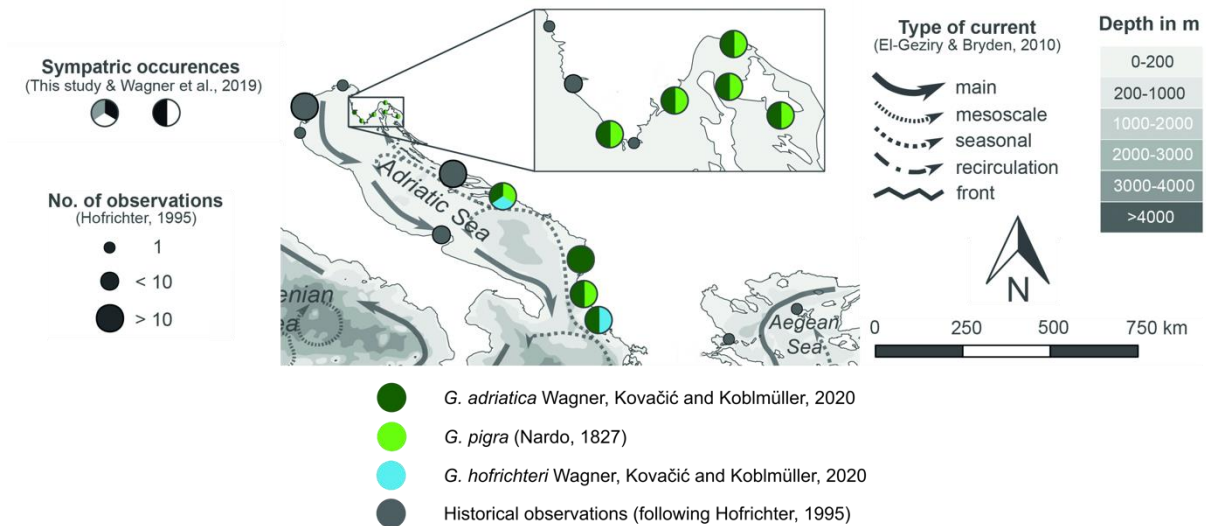 Sympatric occurences
(This study & Wagner et al., 2019)
No. of observations
(Hofrichter, 1995)
1
< 10
> 10
Adriatic Sea
enian
ea
Aegean
Sea
Type of current
(El-Geziry & Bryden, 2010)
main
mesoscale
seasonal
recirculation
front
Depth in m
0-200
200-1000
1000-2000
2000-3000
3000-4000
>4000
N
0 250 500 750 km
G. adriatica Wagner, Kovačić and Koblmüller, 2020
G. pigra (Nardo, 1827)
G. hofrichteri Wagner, Kovačić and Koblmüller, 2020
Historical observations (following Hofrichter, 1995)